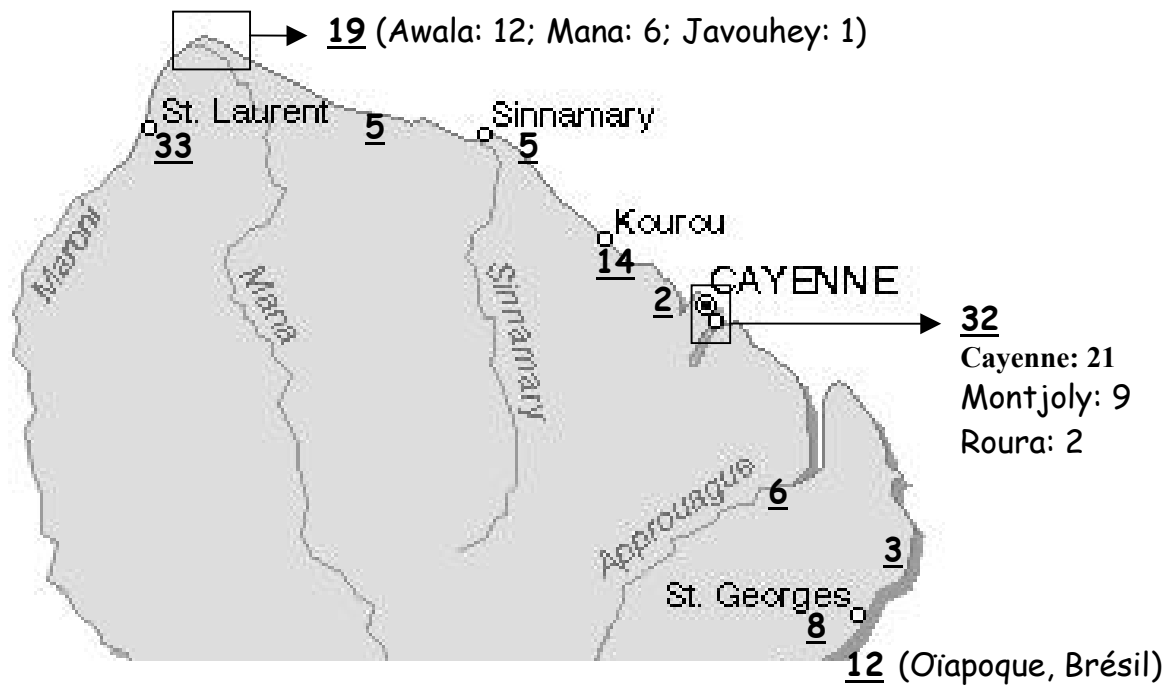 19 (Awala: 12; Mana: 6; Javouhey: 1)
St. Laurent
33
5
Sinnamary
5
Kourou
14
Maroni
Mana
Sinnamary
2
CAYENNE
32
Cayenne: 21
Montjoly: 9
Roura: 2
Approuague
6
3
St. Georges
8
12 (Oïapoque, Brésil)